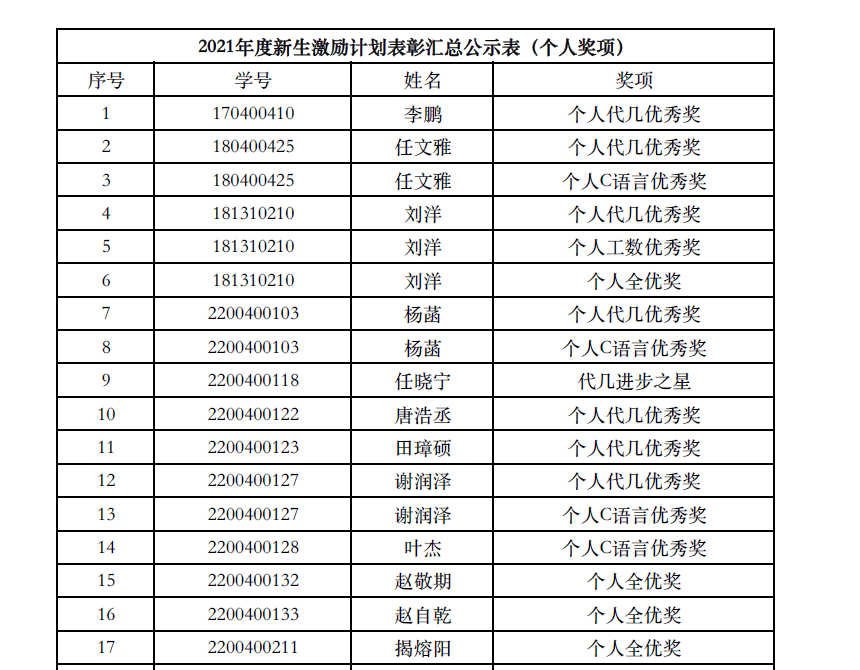 2021年度新生激励计划表彰汇总公示表（个人奖项）
序号 学号 姓名 奖项
1 170400410 李鹏 个人代几优秀奖
2 180400425 任文雅 个人代几优秀奖
3 180400425 任文雅 个人C语言优秀奖
4 181310210 刘洋 个人代几优秀奖
5 181310210 刘洋 个人工数优秀奖
6 181310210 刘洋 个人全优奖
7 2200400103 杨菡 个人代几优秀奖
8 2200400103 杨菡 个人C语言优秀奖
9 2200400118 任晓宁 代几进步之星
10 2200400122 唐浩丞 个人代几优秀奖
11 2200400123 田璋硕 个人代几优秀奖
12 2200400127 谢润泽 个人代几优秀奖
13 2200400127 谢润泽 个人C语言优秀奖
14 2200400128 叶杰 个人C语言优秀奖
15 2200400132 赵敬期 个人全优奖
16 2200400133 赵自乾 个人全优奖
17 2200400211 揭熔阳 个人全优奖